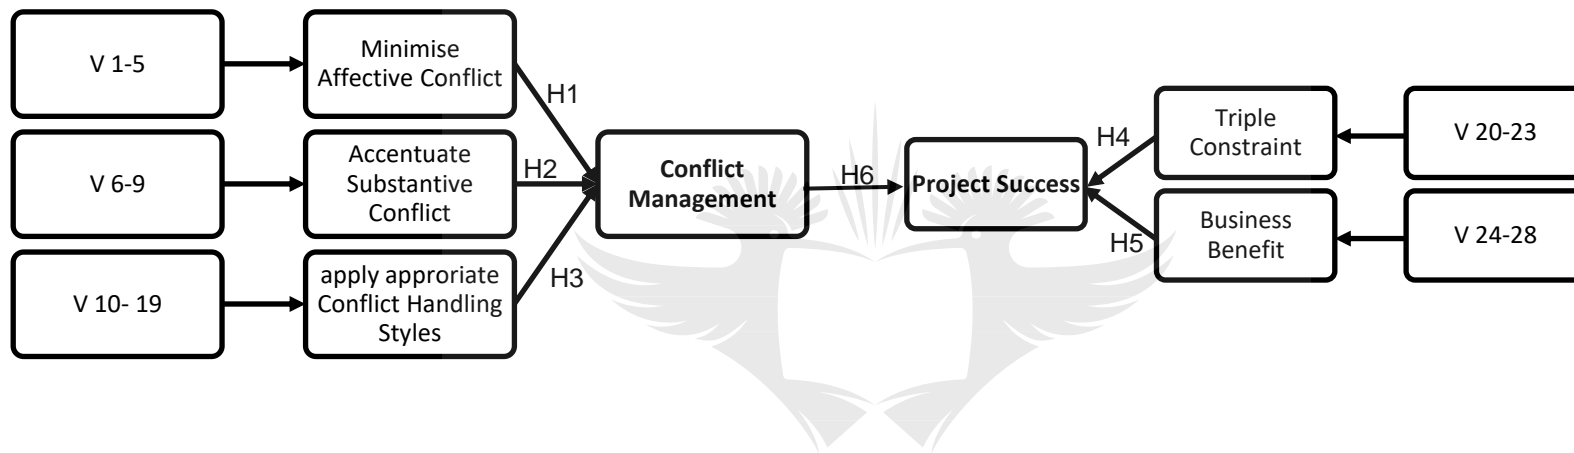 V 1-5
Minimise
Affective Conflict
H1
V 6-9
Accentuate
Substantive
Conflict
H2
V 10- 19
apply approriate
Conflict Handling
Styles
H3
Conflict
Management
H6
Project Success
H4
Triple
Constraint
V 20-23
H5
Business
Benefit
V 24-28